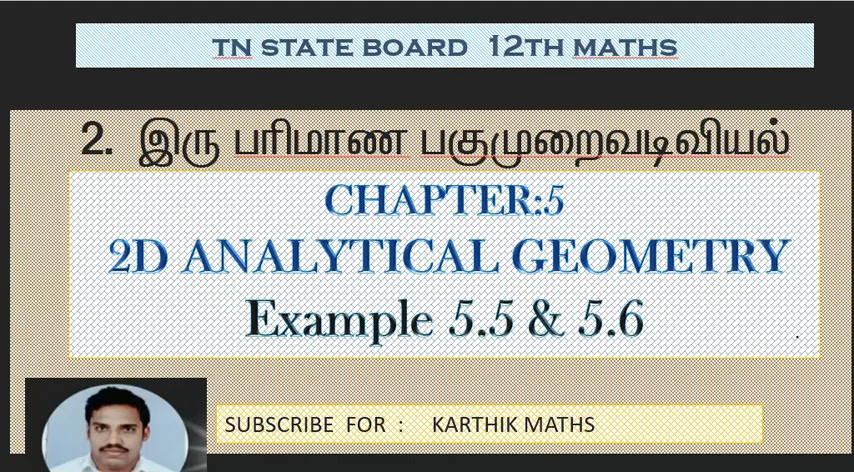 TN STATE BOARD 12TH MATHS
2. இரு பரிமாண பகுமுறைவடிவியல்
CHAPTER:5
2D ANALYTICAL GEOMETRY
Example 5.5 & 5.6
SUBSCRIBE FOR : KARTHIK MATHS